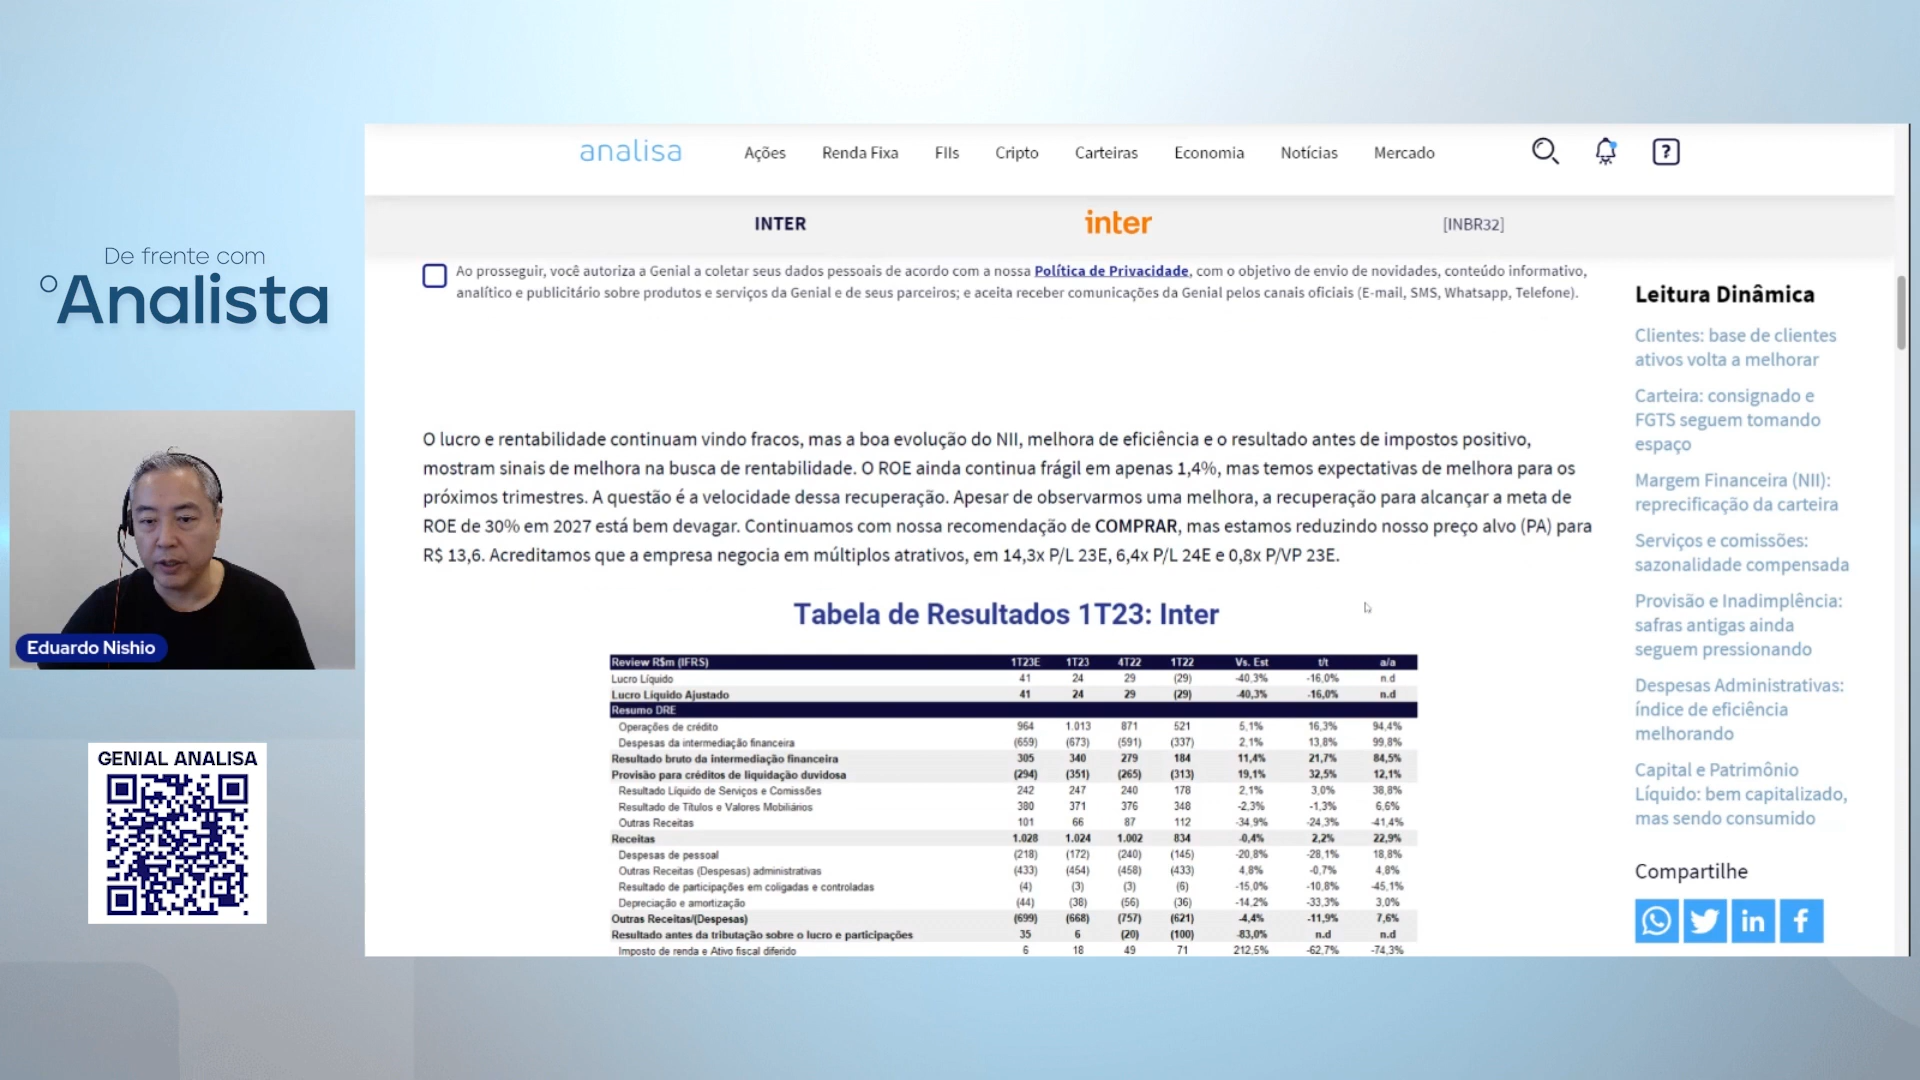 De frente com
o Analista
Eduardo Nishio
GENIAL ANALISA
analisa
Ações Renda Fixa FIIs Cripto Carteiras Economia Notícias Mercado ?
INTER inter [INBR32]
Ao prosseguir, você autoriza a Genial a coletar seus dados pessoais de acordo com a nossa Política de Privacidade, com o objetivo de envio de novidades, conteúdo informativo,
analítico e publicitário sobre produtos e serviços da Genial e de seus parceiros; e aceita receber comunicações da Genial pelos canais oficiais (E-mail, SMS, Whatsapp, Telefone).
O lucro e rentabilidade continuam vindo fracos, mas a boa evolução do NII, melhora de eficiência e o resultado antes de impostos positivo,
mostram sinais de melhora na busca de rentabilidade. O ROE ainda continua frágil em apenas 1,4%, mas temos expectativas de melhora para os
próximos trimestres. A questão é a velocidade dessa recuperação. Apesar de observarmos uma melhora, a recuperação para alcançar a meta de
ROE de 30% em 2027 está bem devagar. Continuamos com nossa recomendação de COMPRAR, mas estamos reduzindo nosso preço alvo (PA) para
R$ 13,6. Acreditamos que a empresa negocia em múltiplos atrativos, em 14,3x P/L 23E, 6,4x P/L 24E e 0,8x P/VP 23E.
Tabela de Resultados 1T23: Inter
Review R$m (IFRS) 1T23E 1T23 4T22 1T22 Vs. Est t/t a/a
Lucro Líquido 41 24 29 (29) -40,3% -16,0% n.d
Lucro Líquido Ajustado 41 24 29 (29) -40,3% -16,0% n.d
Resumo DRE
Operações de crédito 964 1.013 871 521 5,1% 16,3% 94,4%
Despesas da intermediação financeira (659) (673) (591) (337) 2,1% 13,8% 99,8%
Resultado bruto da intermediação financeira 305 340 279 184 11,4% 21,7% 84,5%
Provisão para créditos de liquidação duvidosa (294) (351) (265) (313) 19,1% 32,5% 12,1%
Resultado Líquido de Serviços e Comissões 242 247 240 178 2,1% 3,0% 38,8%
Resultado de Títulos e Valores Mobiliários 380 371 376 348 -2,3% -1,3% 6,6%
Outras Receitas 101 66 87 112 -34,9% -24,3% -41,4%
Receitas 1.028 1.024 1.002 834 -0,4% 2,2% 22,9%
Despesas de pessoal (218) (172) (240) (145) -20,8% -28,1% 18,8%
Outras Receitas (Despesas) administrativas (433) (454) (458) (433) 4,8% -0,7% 4,8%
Resultado de participações em coligadas e controladas (4) (3) (3) (6) -15,0% -10,8% -45,1%
Depreciação e amortização (44) (38) (56) (36) -14,2% -33,3% 3,0%
Outras Receitas/(Despesas) (699) (668) (757) (621) -4,4% -11,9% 7,6%
Resultado antes da tributação sobre o lucro e participações 35 6 (20) (100) -83,0% n.d n.d
Imposto de renda e Ativo fiscal diferido 6 18 49 71 212,5% -62,7% -74,3%
Leitura Dinâmica
Clientes: base de clientes
ativos volta a melhorar
Carteira: consignado e
FGTS seguem tomando
espaço
Margem Financeira (NII):
reprecificação da carteira
Serviços e comissões:
sazonalidade compensada
Provisão e Inadimplência:
safras antigas ainda
seguem pressionando
Despesas Administrativas:
índice de eficiência
melhorando
Capital e Patrimônio
Líquido: bem capitalizado,
mas sendo consumido
Compartilhe